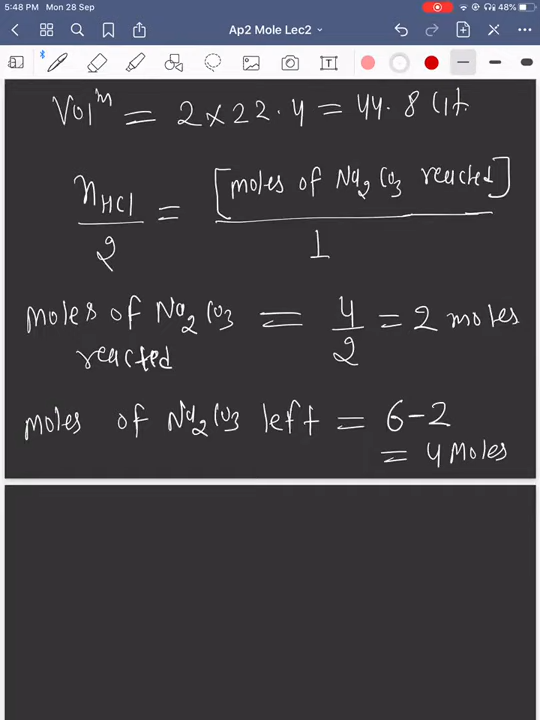 5:48 PM Mon 28 Sep 48%
Ap2 Mole Lec2
Vol^m = 2 × 22.4 = 44.8 lit.
n_HCl / 2 = [moles of Na₂CO₃ reacted] / 1
moles of Na₂CO₃ = 4/2 = 2 moles
reacted
moles of Na₂CO₃ left = 6-2
= 4 Moles